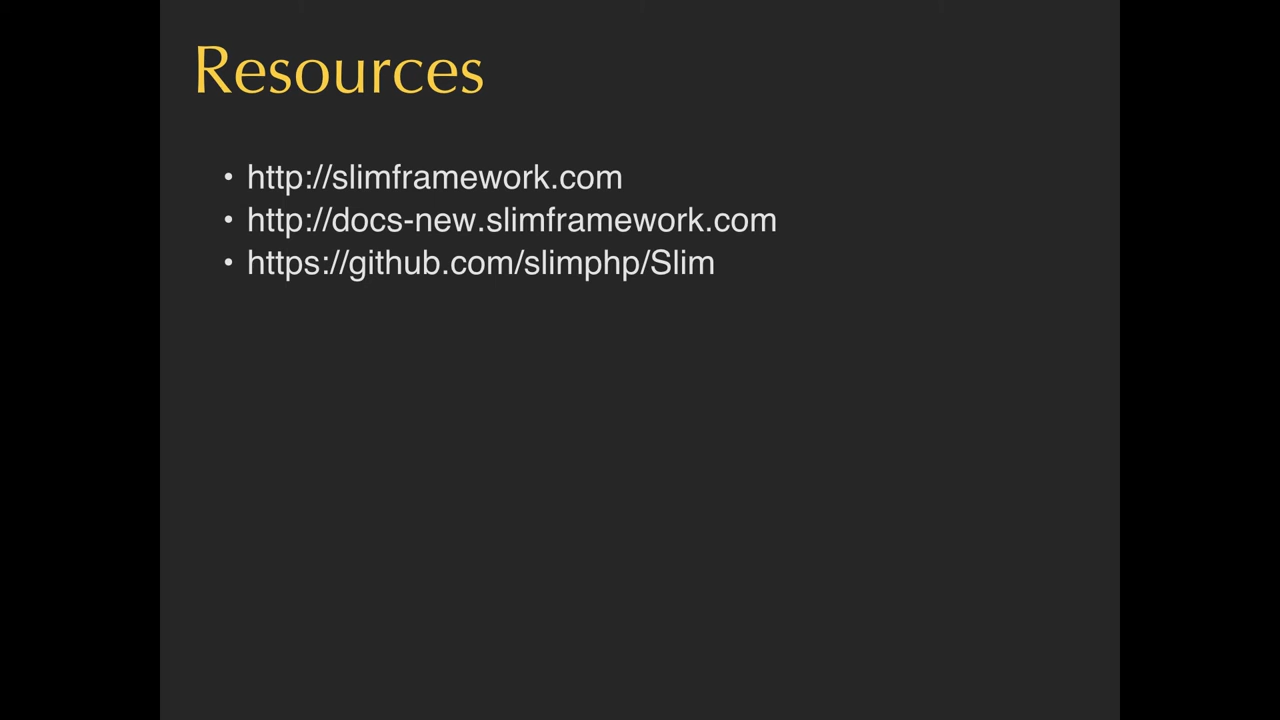 Resources
• http://slimframework.com
• http://docs-new.slimframework.com
• https://github.com/slimphp/Slim